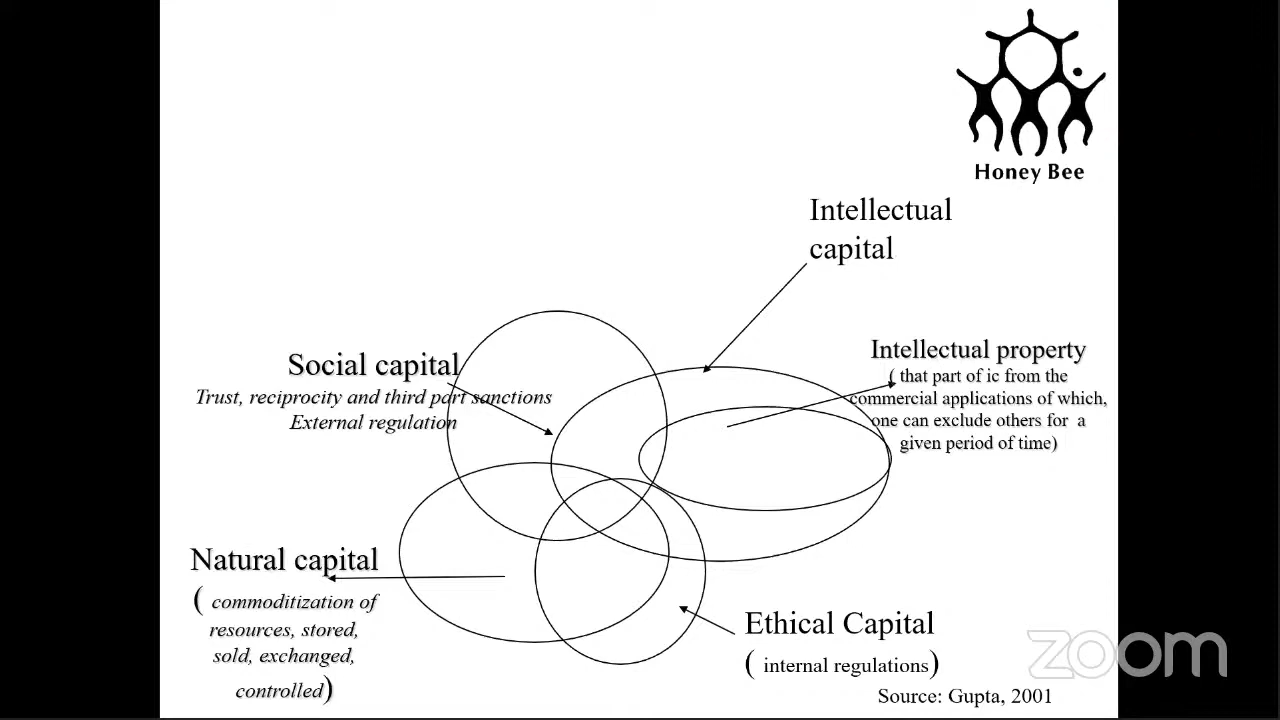 Honey Bee
Intellectual
capital
Social capital
Trust, reciprocity and third part sanctions
External regulation
Intellectual property
( that part of ic from the
commercial applications of which,
one can exclude others for a
given period of time)
Natural capital
( commoditization of
resources, stored,
sold, exchanged,
controlled)
Ethical Capital
( internal regulations)
Source: Gupta, 2001
zoom